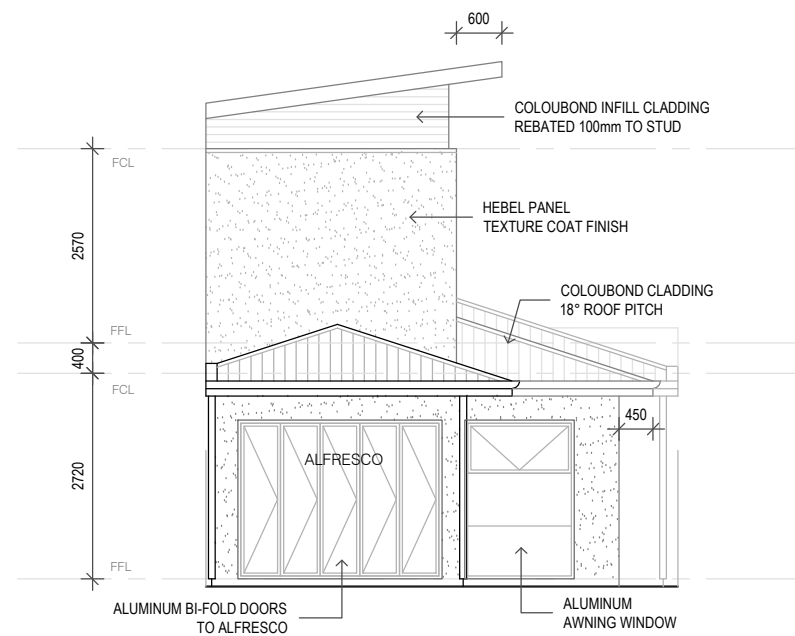 600
COLOUBOND INFILL CLADDING
REBATED 100mm TO STUD
FCL
HEBEL PANEL
TEXTURE COAT FINISH
2570
COLOUBOND CLADDING
18° ROOF PITCH
FFL
400
FCL
450
ALFRESCO
2720
FFL
ALUMINUM BI-FOLD DOORS
TO ALFRESCO
ALUMINUM
AWNING WINDOW